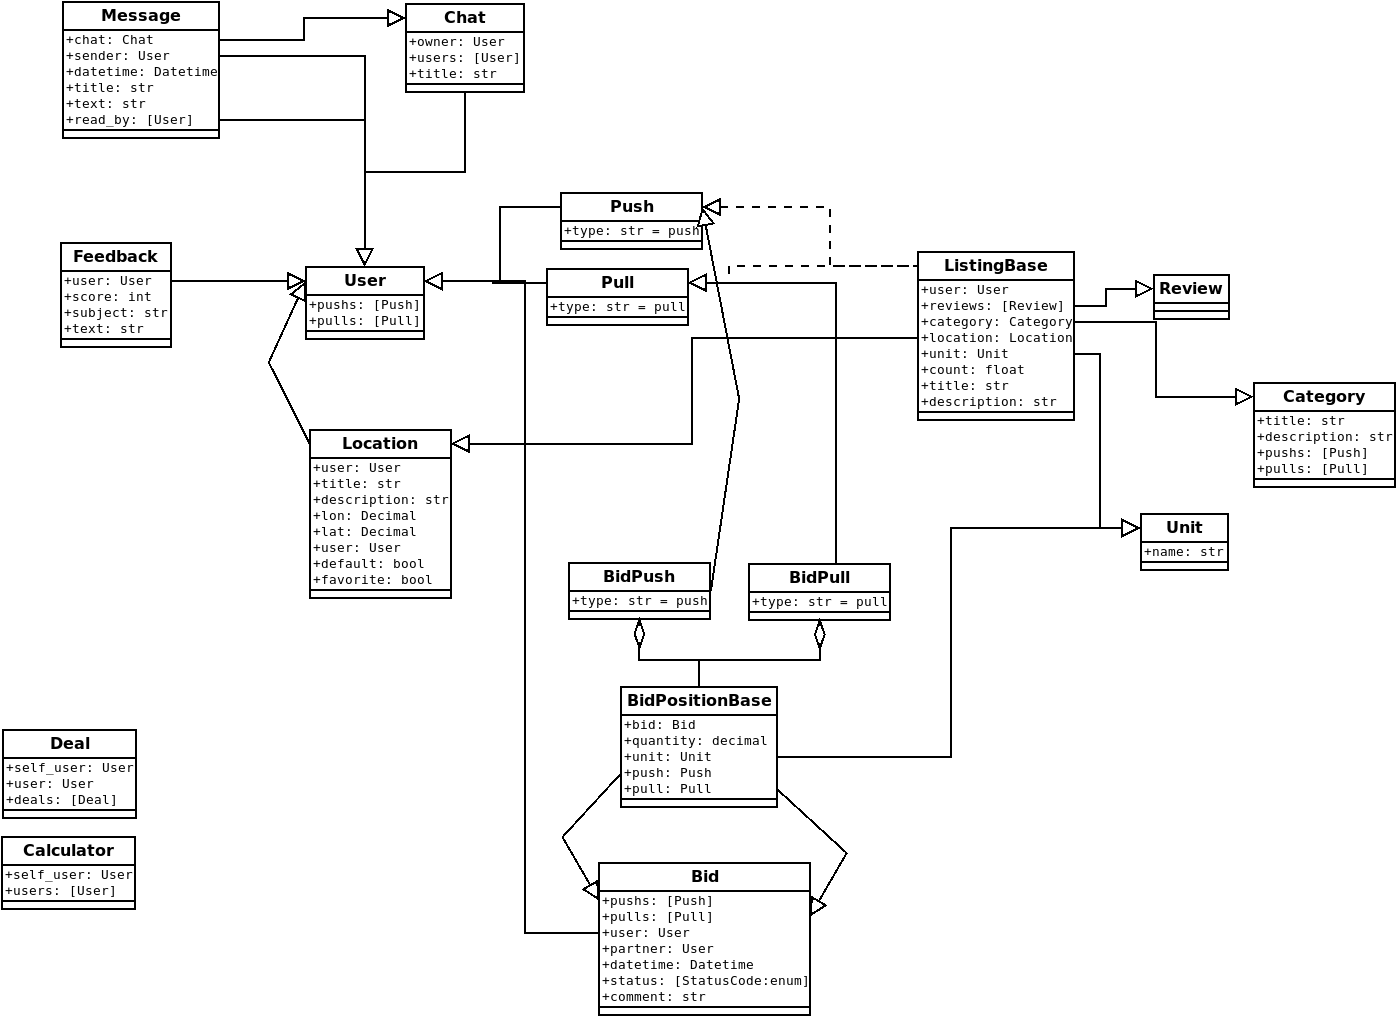 Message
+chat: Chat
+sender: User
+datetime: Datetime
+title: str
+text: str
+read_by: [User]
Chat
+owner: User
+users: [User]
+title: str
Push
+type: str = push
Feedback
+user: User
+score: int
+subject: str
+text: str
User
+pushs: [Push]
+pulls: [Pull]
Pull
+type: str = pull
ListingBase
+user: User
+reviews: [Review]
+category: Category
+location: Location
+unit: Unit
+count: float
+title: str
+description: str
Review
Category
+title: str
+description: str
+pushs: [Push]
+pulls: [Pull]
Location
+user: User
+title: str
+description: str
+lon: Decimal
+lat: Decimal
+user: User
+default: bool
+favorite: bool
Unit
+name: str
BidPush
+type: str = push
BidPull
+type: str = pull
BidPositionBase
+bid: Bid
+quantity: decimal
+unit: Unit
+push: Push
+pull: Pull
Deal
+self_user: User
+user: User
+deals: [Deal]
Calculator
+self_user: User
+users: [User]
Bid
+pushs: [Push]
+pulls: [Pull]
+user: User
+partner: User
+datetime: Datetime
+status: [StatusCode:enum]
+comment: str